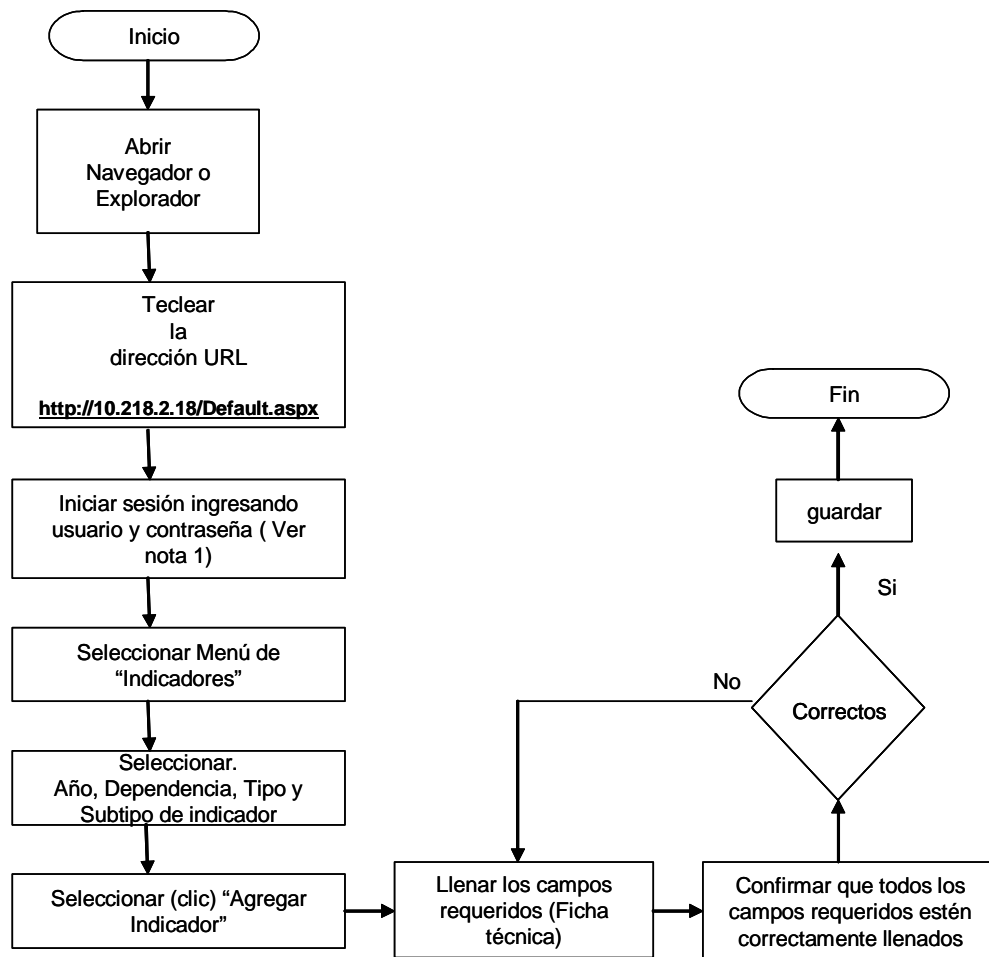 Inicio
Abrir
Navegador o
Explorador
Teclear
la
dirección URL
http://10.218.2.18/Default.aspx
Iniciar sesión ingresando
usuario y contraseña ( Ver
nota 1)
Seleccionar Menú de
“Indicadores”
Seleccionar.
Año, Dependencia, Tipo y
Subtipo de indicador
Seleccionar (clic) “Agregar
Indicador”
Llenar los campos
requeridos (Ficha
técnica)
Confirmar que todos los
campos requeridos estén
correctamente llenados
Correctos
No
Si
guardar
Fin